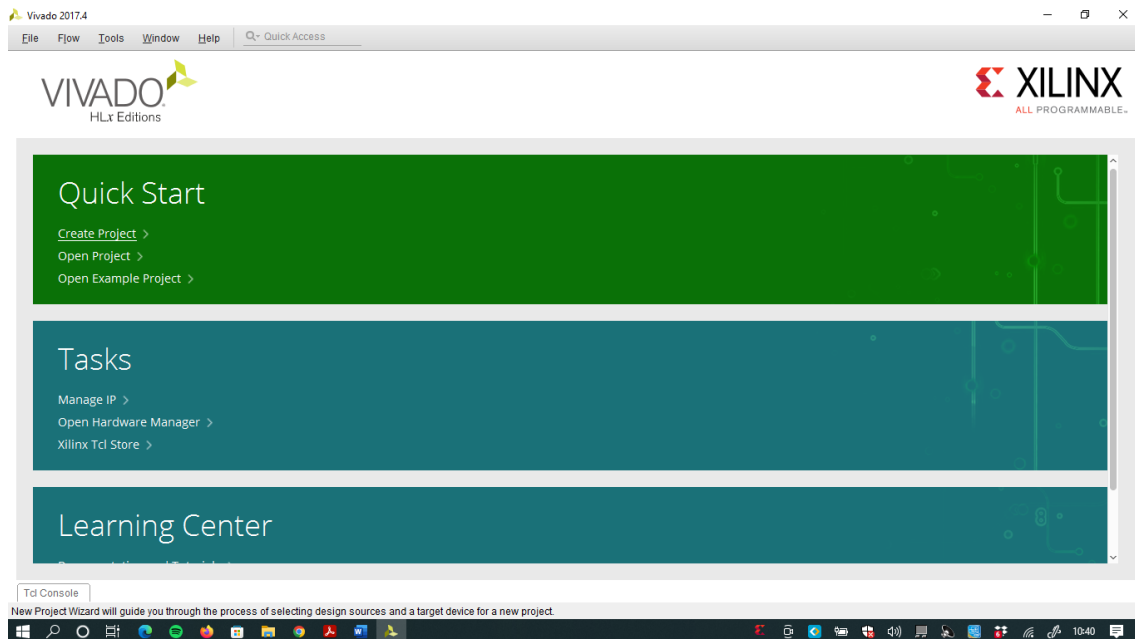 Vivado 2017.4
File Flow Tools Window Help Quick Access
VIVADO.
HLx Editions
XILINX
ALL PROGRAMMABLE™
Quick Start
Create Project >
Open Project >
Open Example Project >
Tasks
Manage IP >
Open Hardware Manager >
Xilinx Tcl Store >
Learning Center
Tcl Console
New Project Wizard will guide you through the process of selecting design sources and a target device for a new project.
10:40